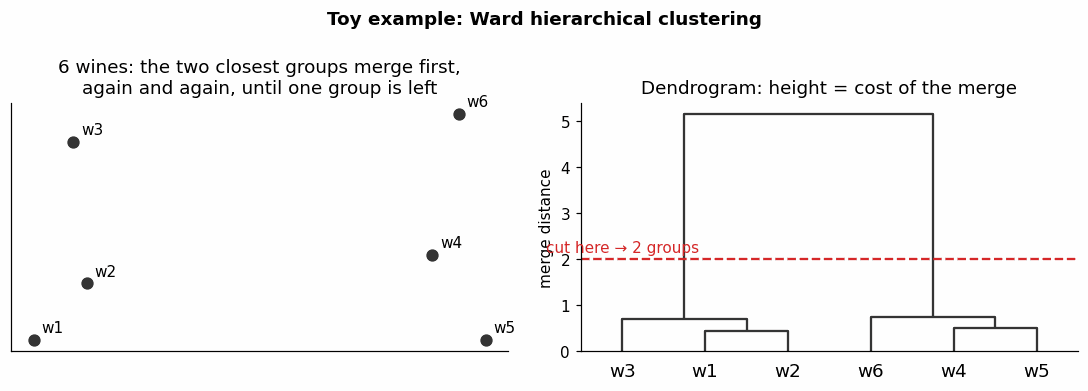 Toy example: Ward hierarchical clustering
6 wines: the two closest groups merge first,
again and again, until one group is left
w6
w3
w4
w2
w1
w5
Dendrogram: height = cost of the merge
merge distance
5
4
3
2
1
0
cut here → 2 groups
w3 w1 w2 w6 w4 w5